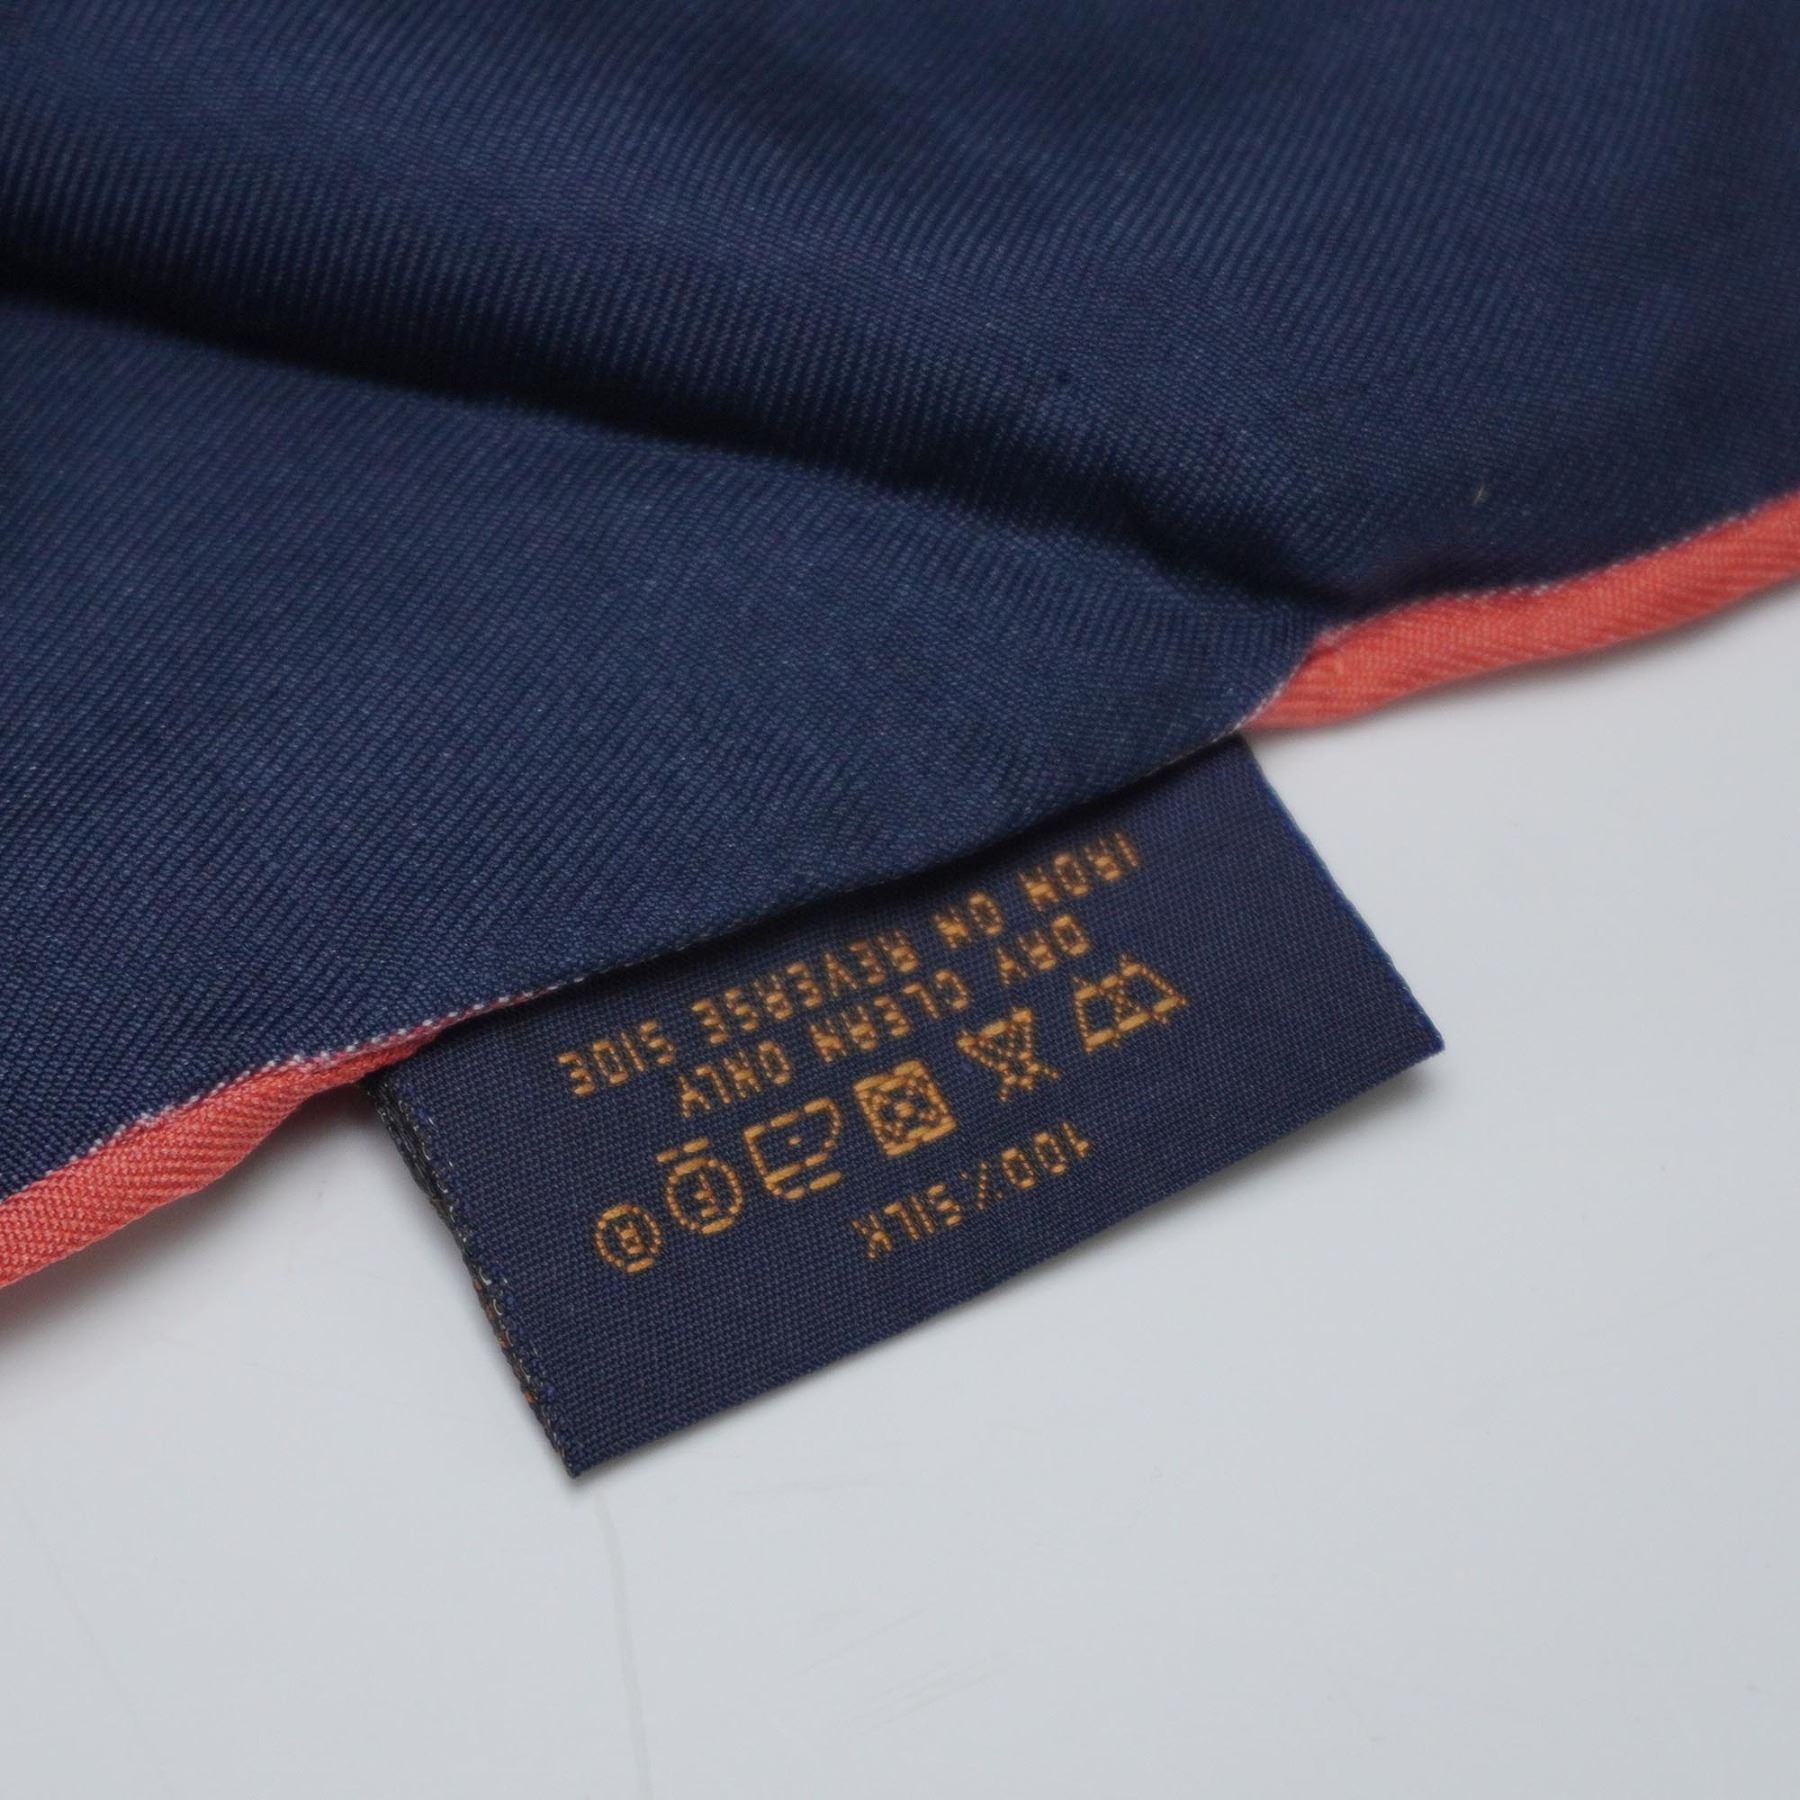 100% SILK
Ⓕ ®
DRY CLEAN ONLY
IRON ON REVERSE SIDE